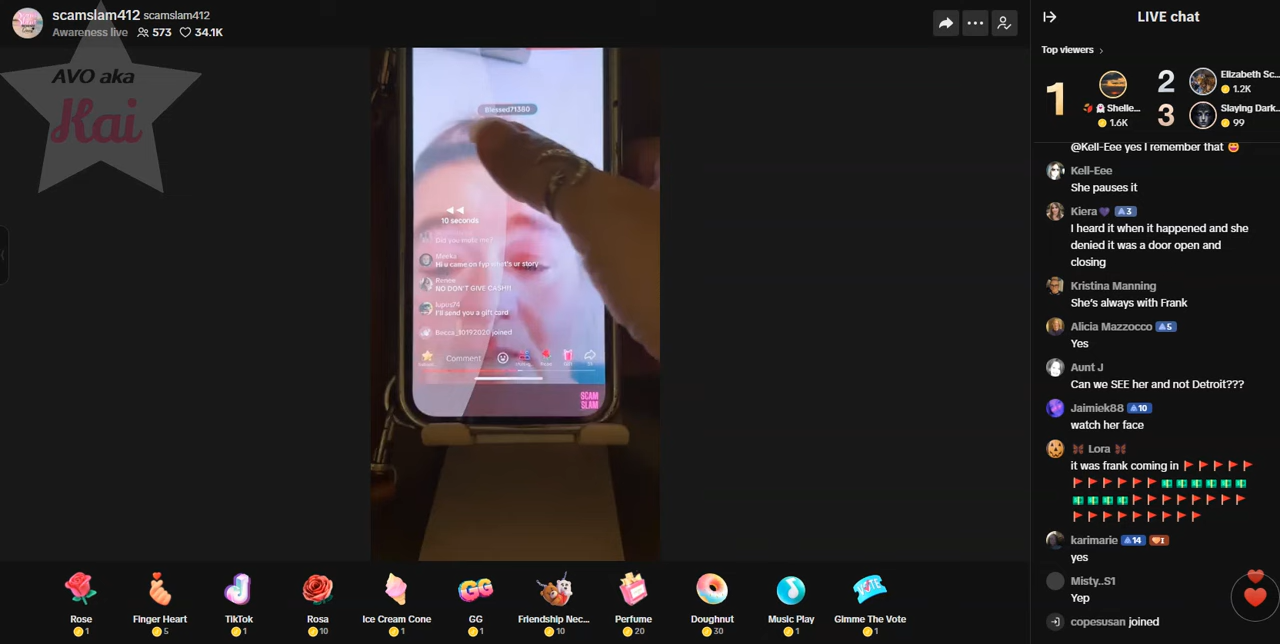 scamslam412 scamslam412
Awareness live 573 34.1K
AVO aka
Kai
Blessed71380
10 seconds
Did you mute me?
Monka
Hi u came on fyp what's ur story
Renee
NO DON'T GIVE CASH!!
lupes74
I'll send you a gift card
Becca_10192020 joined
Comment
SCAM
SLAM
Rose
1
Finger Heart
5
TikTok
1
Rosa
10
Ice Cream Cone
1
GG
1
Friendship Nec...
10
Perfume
20
Doughnut
30
Music Play
1
Gimme The Vote
1
LIVE chat
Top viewers
1
Shelle...
1.6K
2
Elizabeth Sc...
1.2K
3
Slaying Dark...
99
@Kell-Eee yes I remember that
Kell-Eee
She pauses it
Kiera 3
I heard it when it happened and she
denied it was a door open and
closing
Kristina Manning
She's always with Frank
Alicia Mazzocco 5
Yes
Aunt J
Can we SEE her and not Detroit???
Jaimiek88 10
watch her face
Lora
it was frank coming in
karimarie 14 I
yes
Misty..S1
Yep
copesusan joined